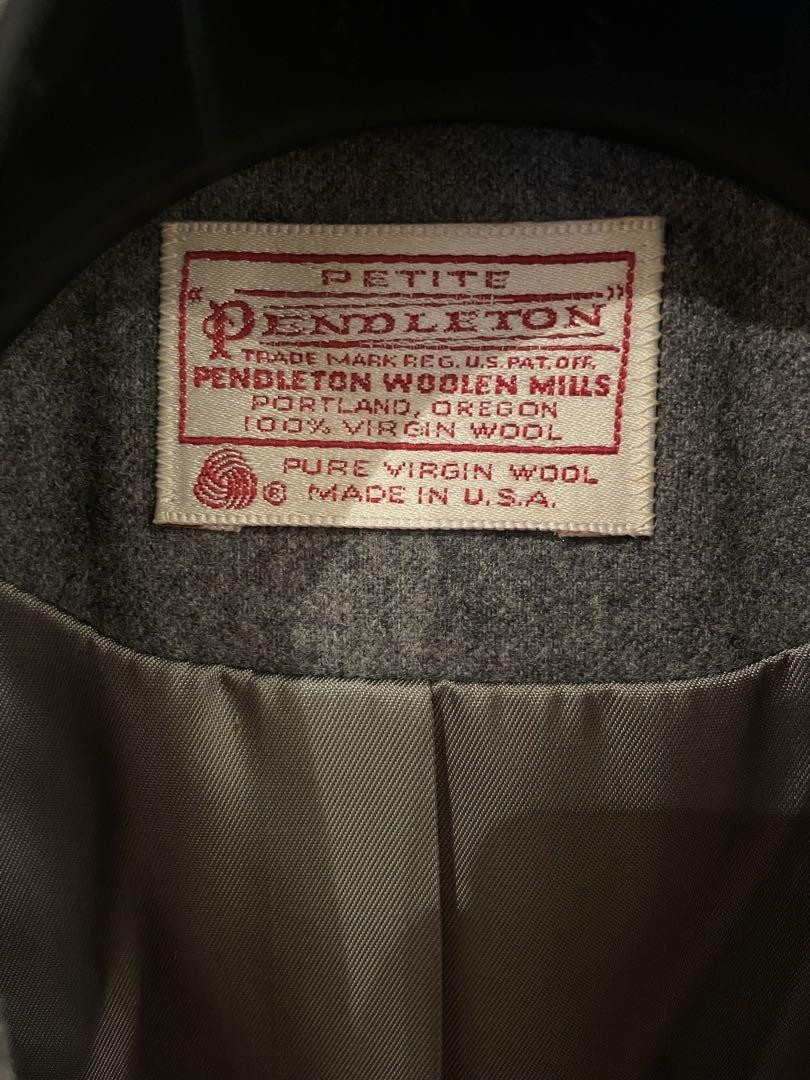 PETITE
"PENDLETON"
TRADE MARK REG. U.S. PAT. OFF.
PENDLETON WOOLEN MILLS
PORTLAND, OREGON
100% VIRGIN WOOL
® PURE VIRGIN WOOL
MADE IN U.S.A.